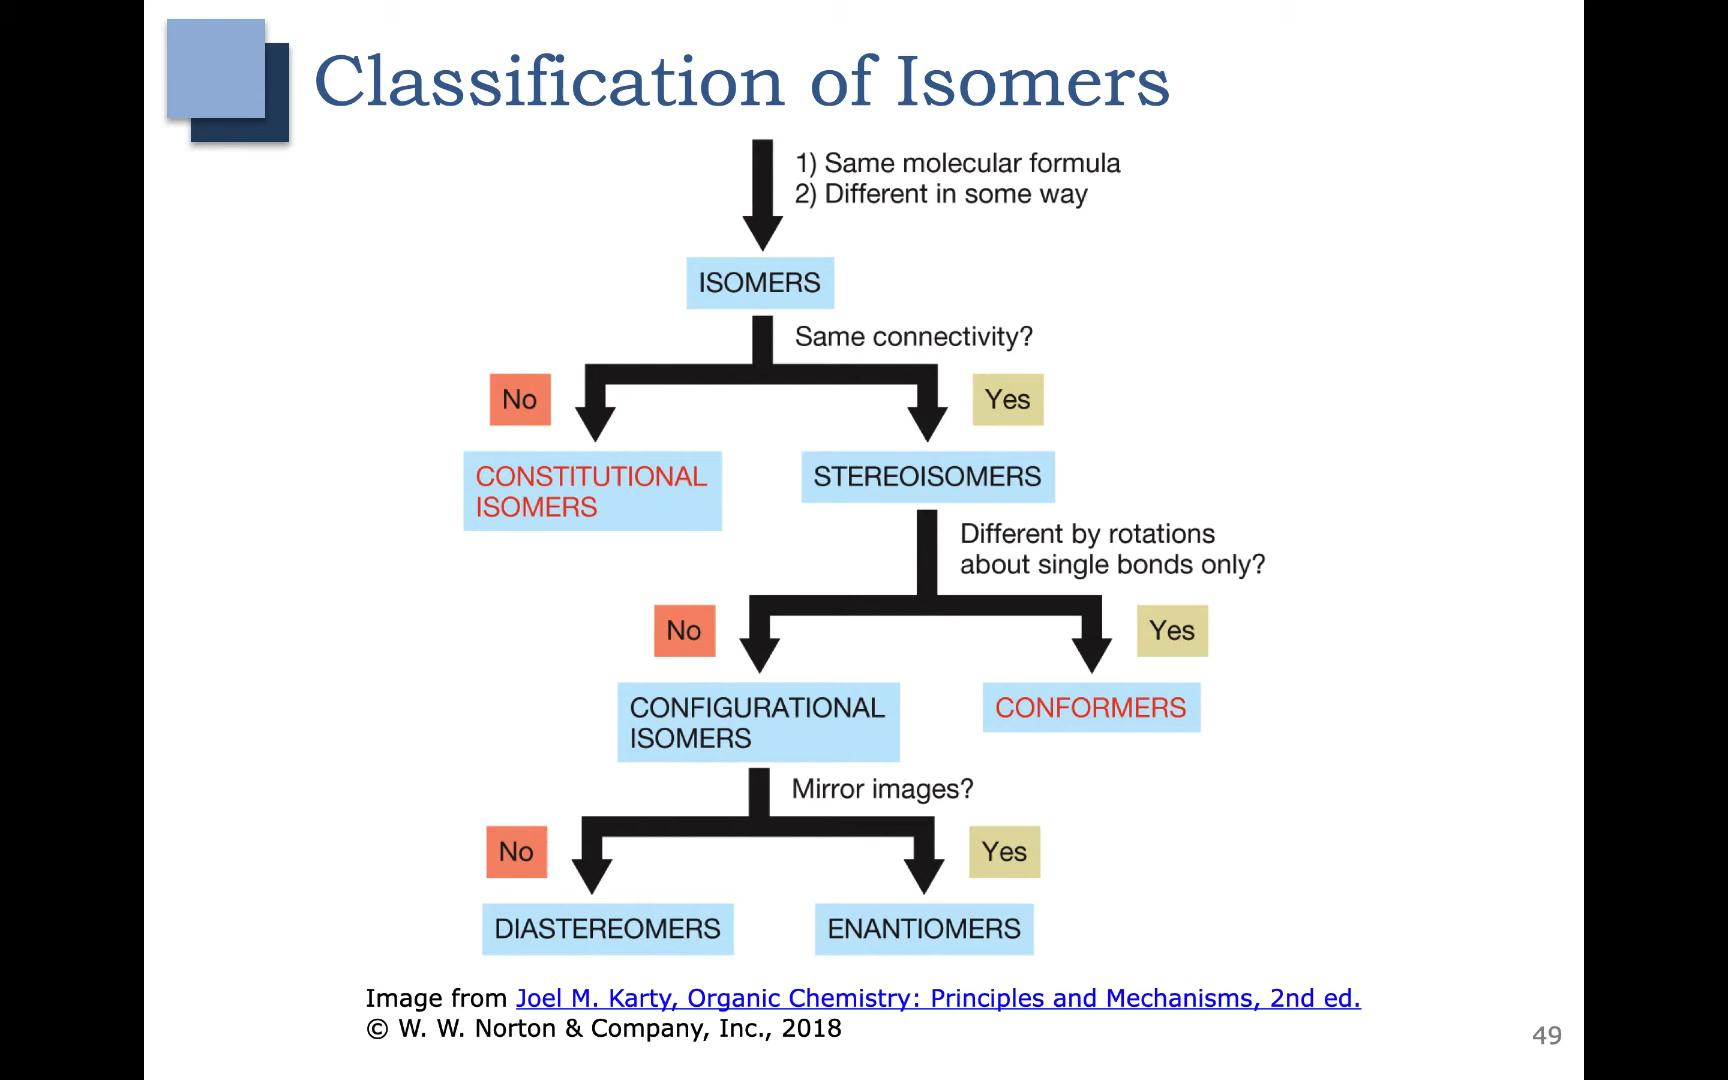 Classification of Isomers
1) Same molecular formula
2) Different in some way
ISOMERS
Same connectivity?
No
Yes
CONSTITUTIONAL
ISOMERS
STEREOISOMERS
Different by rotations
about single bonds only?
No
Yes
CONFIGURATIONAL
ISOMERS
CONFORMERS
Mirror images?
No
Yes
DIASTEREOMERS
ENANTIOMERS
Image from Joel M. Karty, Organic Chemistry: Principles and Mechanisms, 2nd ed.
© W. W. Norton & Company, Inc., 2018
49